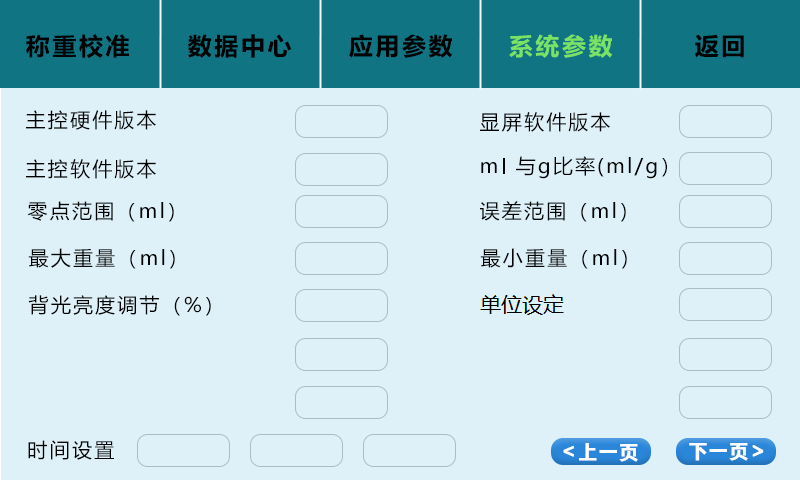 称重校准 数据中心 应用参数 系统参数 返回
主控硬件版本 显屏软件版本
主控软件版本 ml 与g比率(ml/g)
零点范围（ml） 误差范围（ml）
最大重量（ml） 最小重量（ml）
背光亮度调节（%） 单位设定
时间设置 <上一页 下一页>